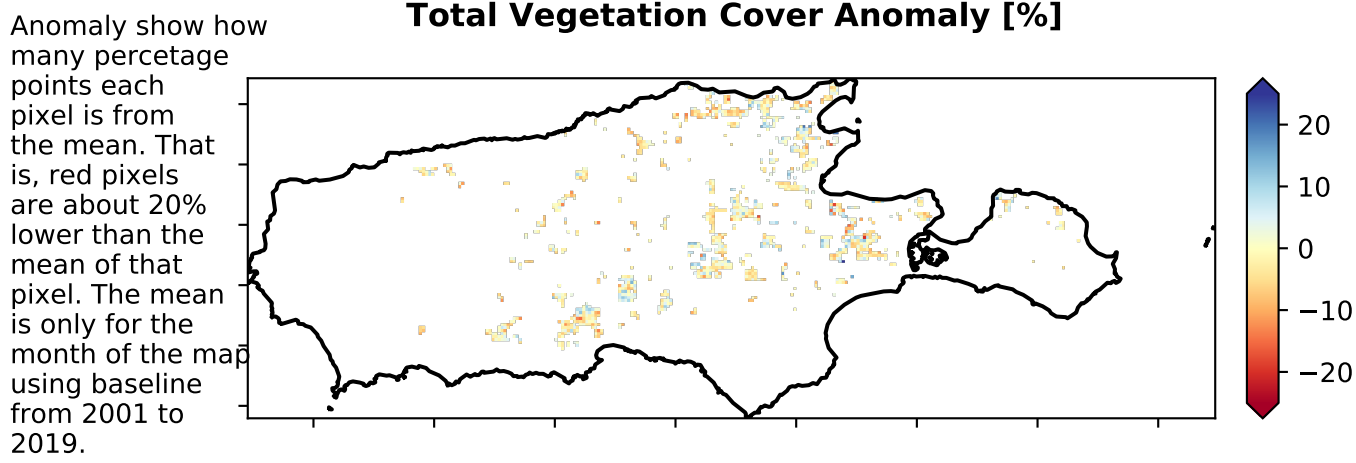 Total Vegetation Cover Anomaly [%]
Anomaly show how
many percetage
points each
pixel is from
the mean. That
is, red pixels
are about 20%
lower than the
mean of that
pixel. The mean
is only for the
month of the map
using baseline
from 2001 to
2019.
20
10
0
−10
−20